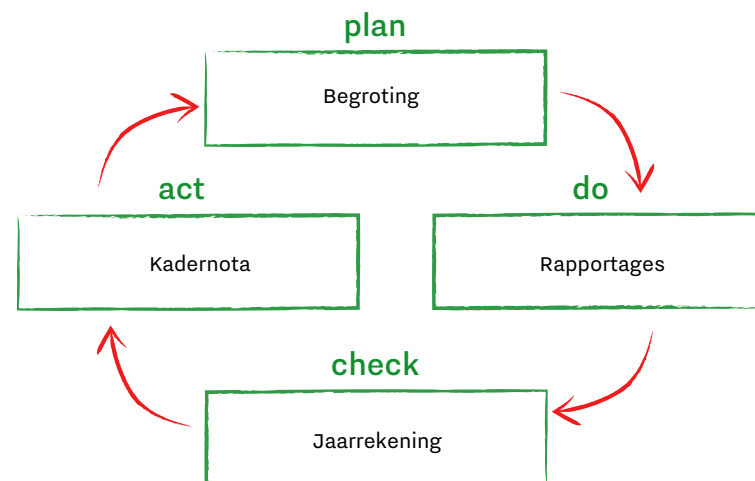 plan
Begroting
act
do
Kadernota
Rapportages
check
Jaarrekening